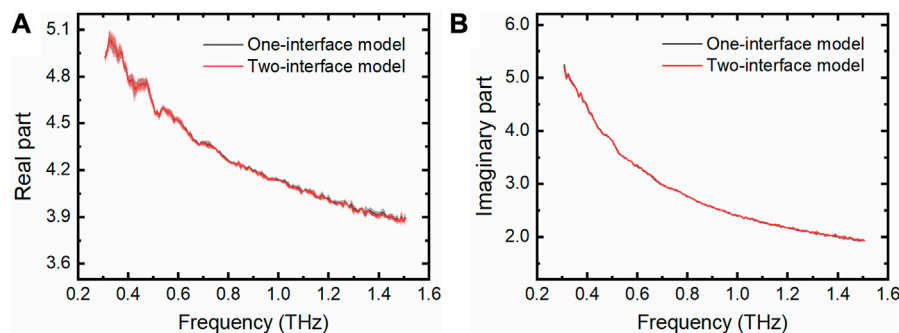 A
5.1
4.8
4.5
4.2
3.9
3.6
Real part
One-interface model
Two-interface model
0.2 0.4 0.6 0.8 1.0 1.2 1.4 1.6
Frequency (THz)
B
6.0
5.0
4.0
3.0
2.0
Imaginary part
One-interface model
Two-interface model
0.2 0.4 0.6 0.8 1.0 1.2 1.4 1.6
Frequency (THz)